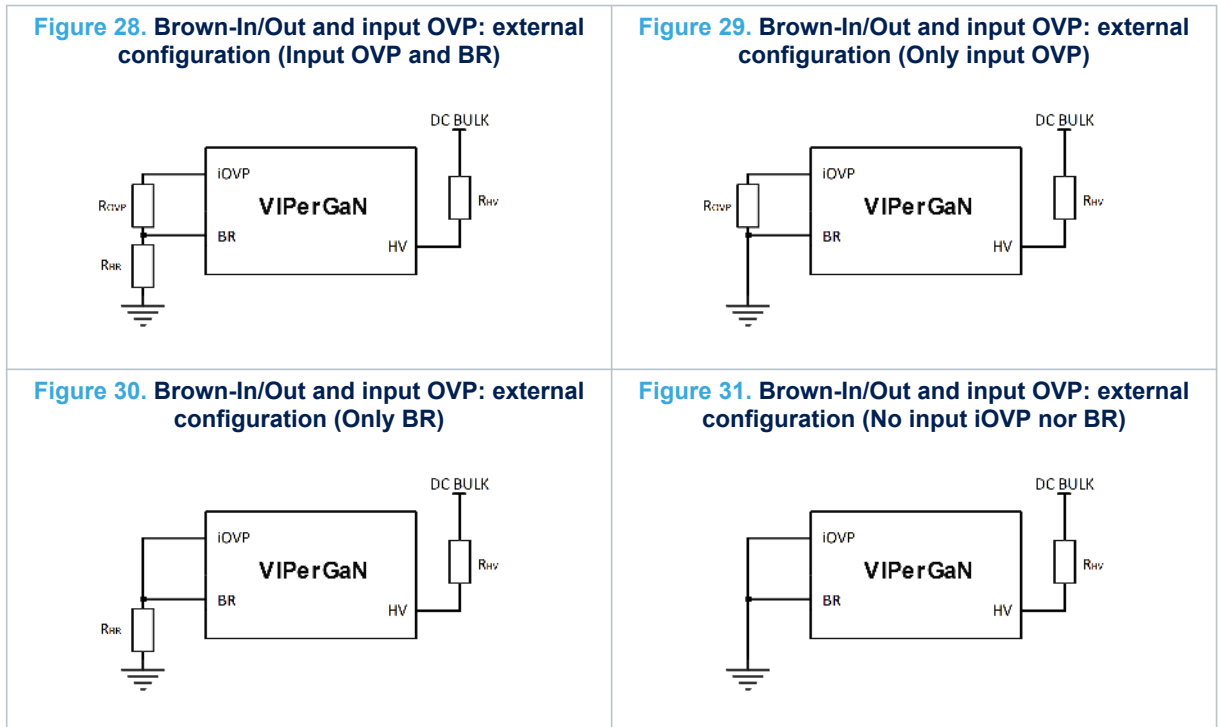 Figure 28. Brown-In/Out and input OVP: external
configuration (Input OVP and BR)
DC BULK
iOVP
ROVP
VIPerGaN
RHV
BR
HV
RHR
Figure 29. Brown-In/Out and input OVP: external
configuration (Only input OVP)
DC BULK
iOVP
ROVP
VIPerGaN
RHV
BR
HV
Figure 30. Brown-In/Out and input OVP: external
configuration (Only BR)
DC BULK
iOVP
VIPerGaN
RHV
BR
HV
RHR
Figure 31. Brown-In/Out and input OVP: external
configuration (No input iOVP nor BR)
DC BULK
iOVP
VIPerGaN
RHV
BR
HV